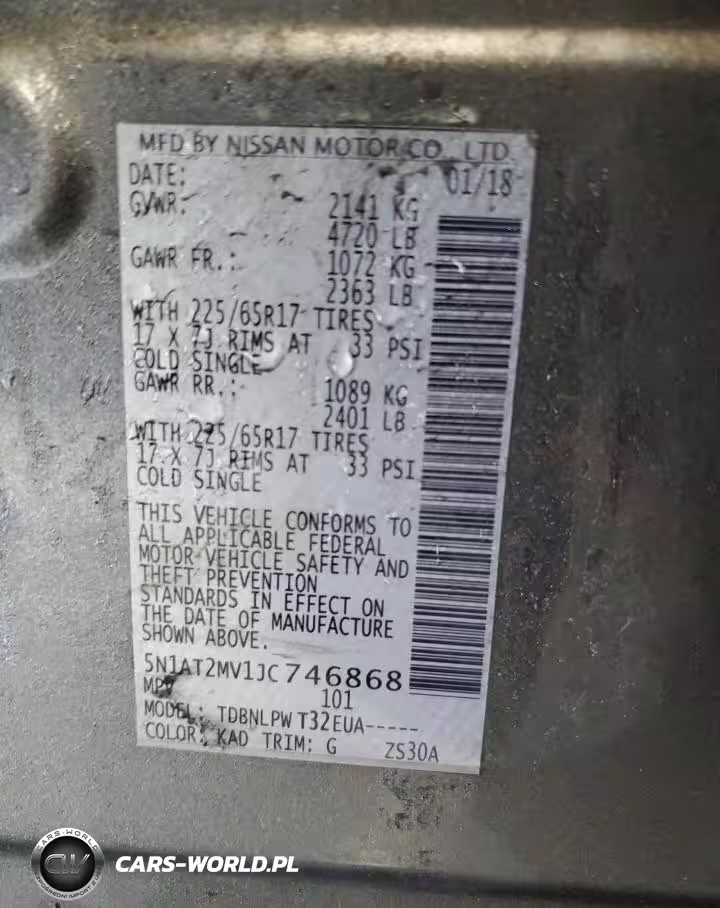 MFD BY NISSAN MOTOR CO., LTD.
DATE: 01/18
GVWR: 2141 KG
4720 LB
GAWR FR.: 1072 KG
2363 LB
WITH 225/65R17 TIRES
17 X 7J RIMS AT 33 PSI
COLD SINGLE
GAWR RR.: 1089 KG
2401 LB
WITH 225/65R17 TIRES
17 X 7J RIMS AT 33 PSI
COLD SINGLE
THIS VEHICLE CONFORMS TO
ALL APPLICABLE FEDERAL
MOTOR VEHICLE SAFETY AND
THEFT PREVENTION
STANDARDS IN EFFECT ON
THE DATE OF MANUFACTURE
SHOWN ABOVE.
5N1AT2MV1JC746868
MPV 101
MODEL: TDBNLPW T32EUA-----
COLOR: KAD TRIM: G ZS30A
CARS-WORLD
CW
CARS-WORLD.PL